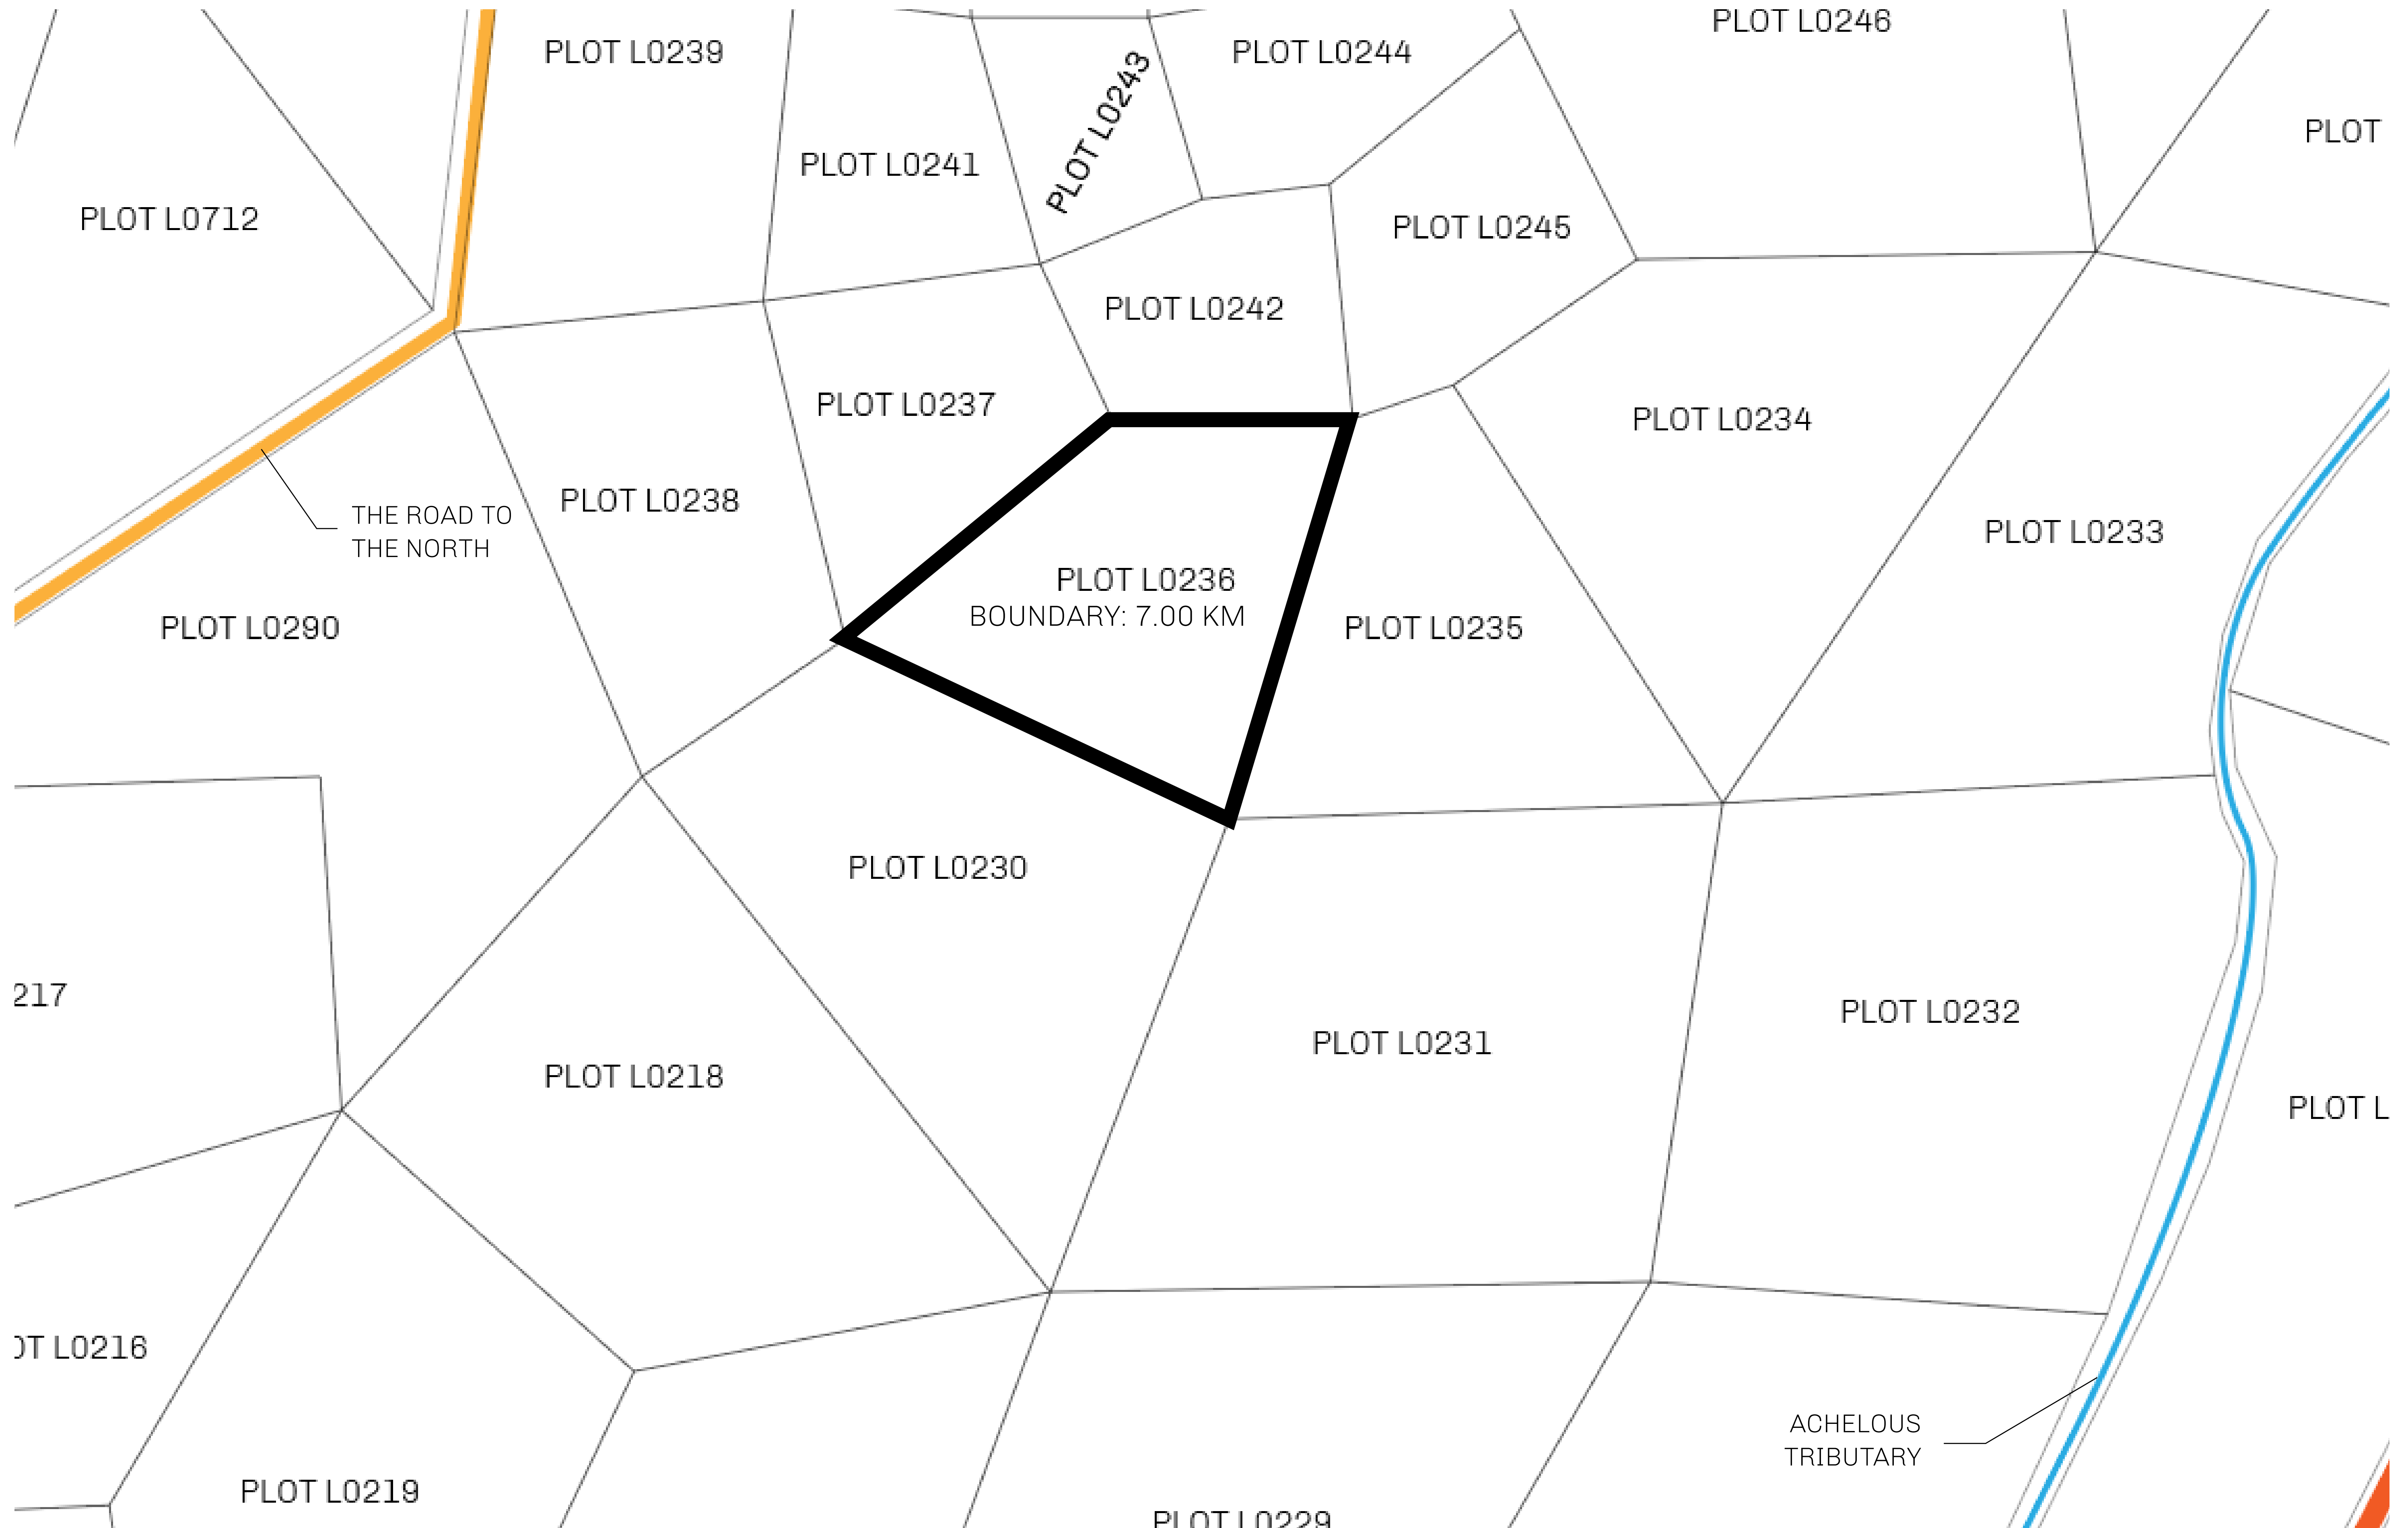 PLOT L0246
PLOT L0239
PLOT L0244
PLOT L0243
PLOT
PLOT L0241
PLOT L0712
PLOT L0245
PLOT L0242
PLOT L0237
PLOT L0234
PLOT L0238
THE ROAD TO
THE NORTH
PLOT L0233
PLOT L0236
BOUNDARY: 7.00 KM
PLOT L0290
PLOT L0235
PLOT L0230
217
PLOT L0232
PLOT L0231
PLOT L0218
PLOT L
OT L0216
ACHELOUS
TRIBUTARY
PLOT L0219
PLOT L0229